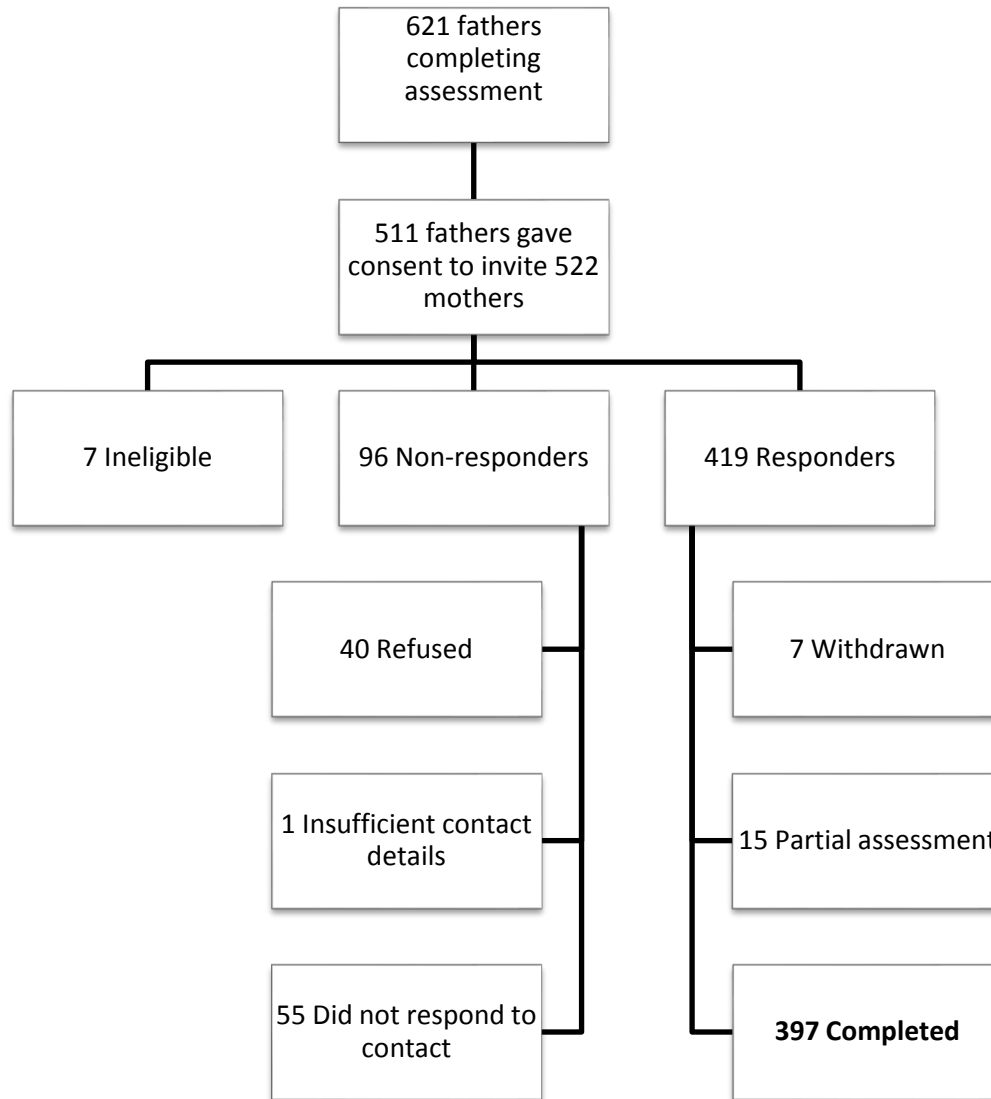 621 fathers
completing
assessment
511 fathers gave
consent to invite 522
mothers
7 Ineligible
96 Non-responders
419 Responders
40 Refused
7 Withdrawn
1 Insufficient contact
details
15 Partial assessment
55 Did not respond to
contact
397 Completed